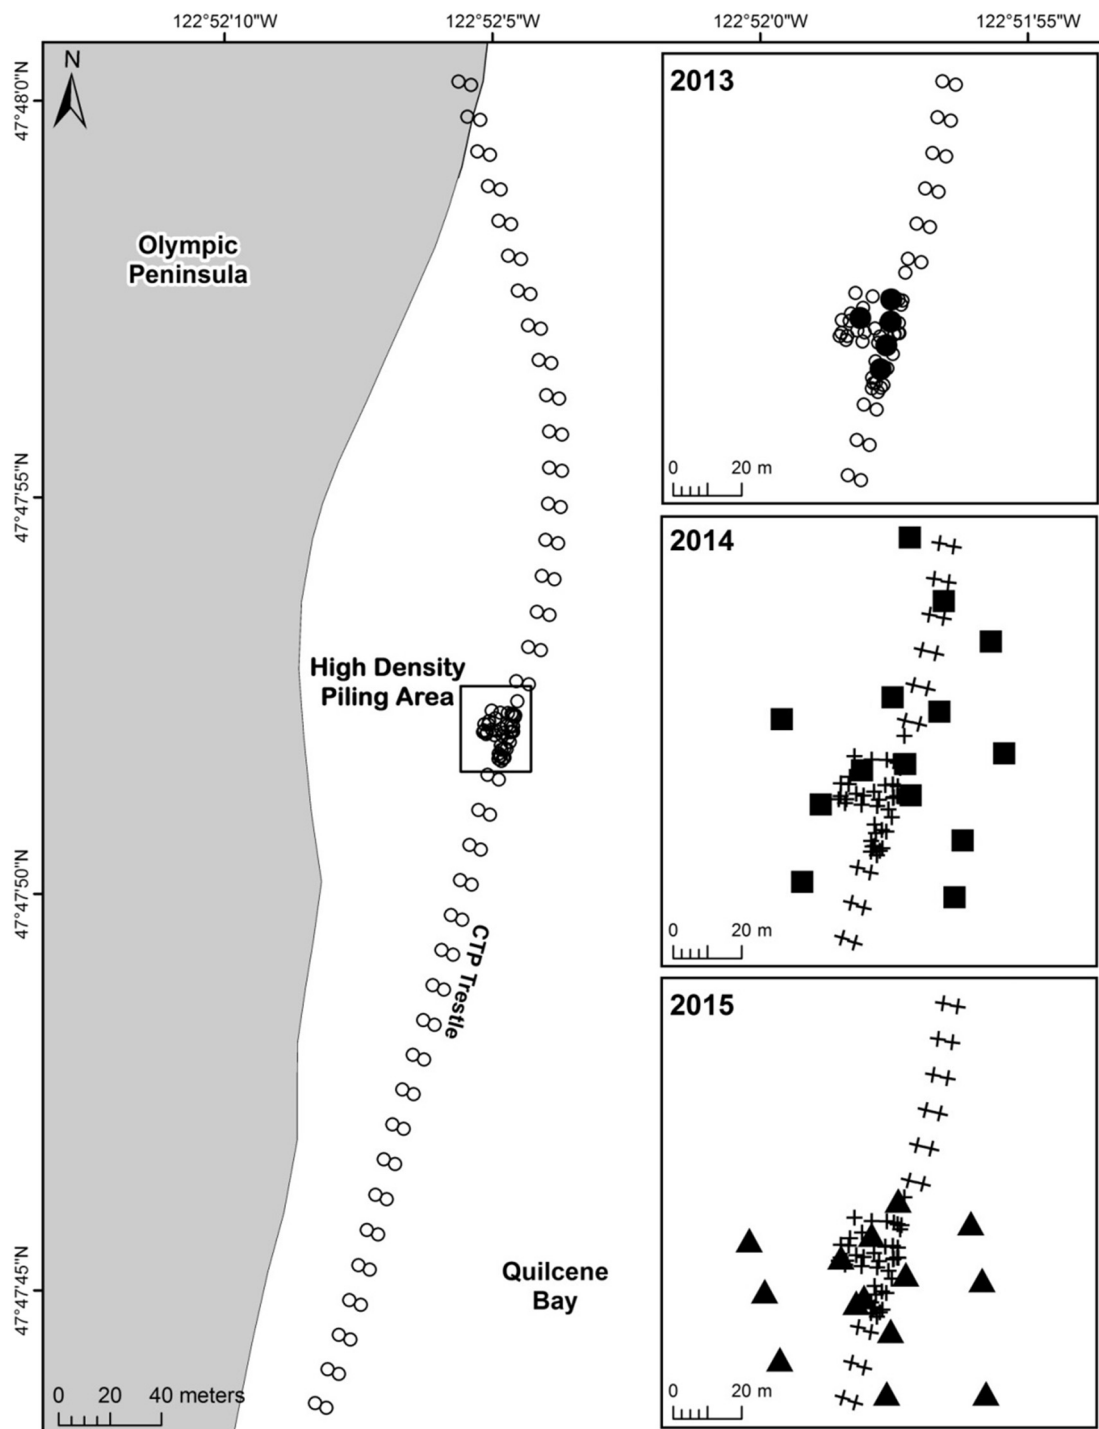 122°52'10"W
122°52'5"W
122°52'0"W
122°51'55"W
47°48'0"N
47°47'55"N
47°47'50"N
47°47'45"N
N
Olympic
Peninsula
High Density
Piling Area
CTP Trestle
Quilcene
Bay
0 20 40 meters
2013
0 20 m
2014
0 20 m
2015
0 20 m